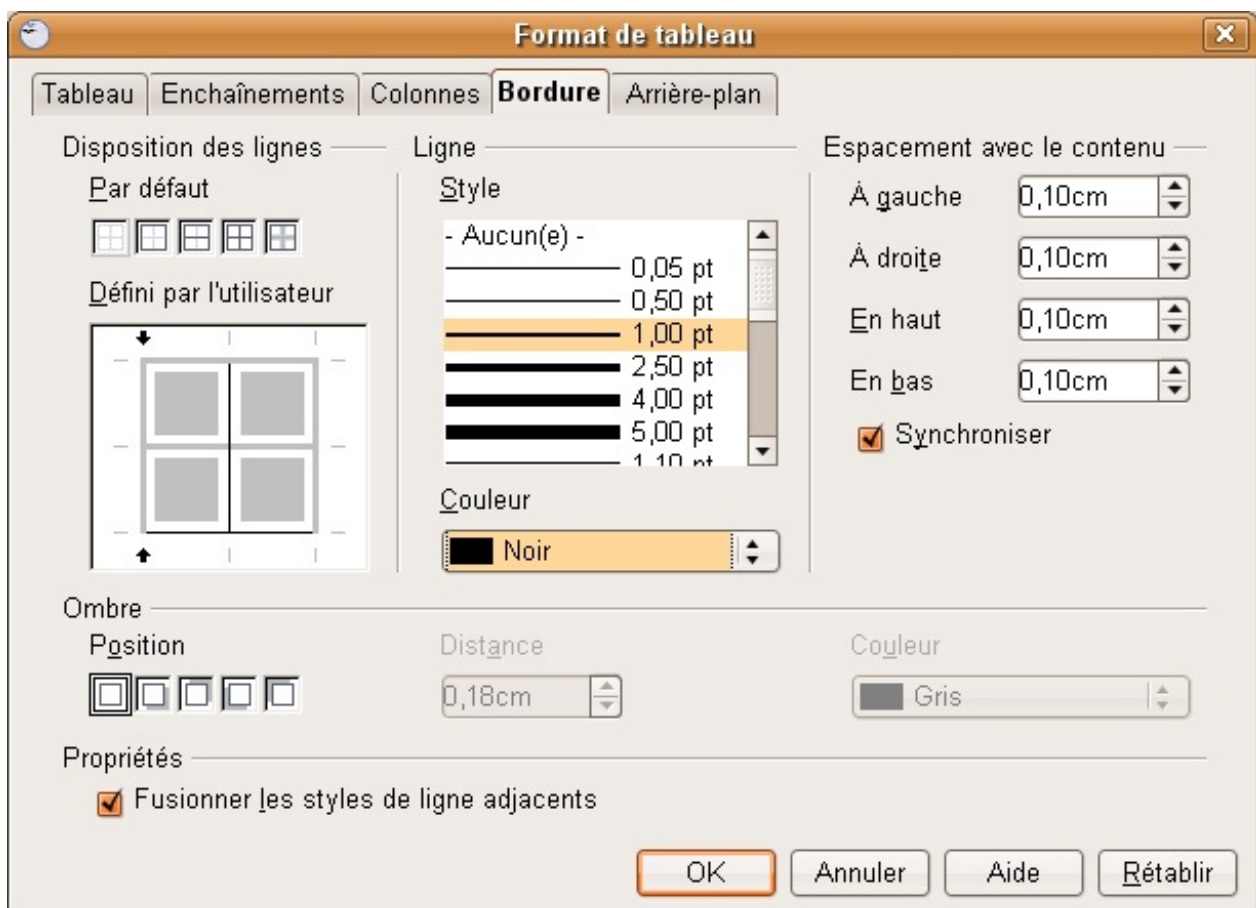 Format de tableau
Tableau
Enchaînements
Colonnes
Bordure
Arrière-plan
Disposition des lignes
Par défaut
Défini par l'utilisateur
Ligne
Style
- Aucun(e) -
0,05 pt
0,50 pt
1,00 pt
2,50 pt
4,00 pt
5,00 pt
1,10 pt
Couleur
Noir
Espacement avec le contenu
À gauche 0,10cm
À droite 0,10cm
En haut 0,10cm
En bas 0,10cm
Synchroniser
Ombre
Position
Distance
0,18cm
Couleur
Gris
Propriétés
Fusionner les styles de ligne adjacents
OK
Annuler
Aide
Rétablir